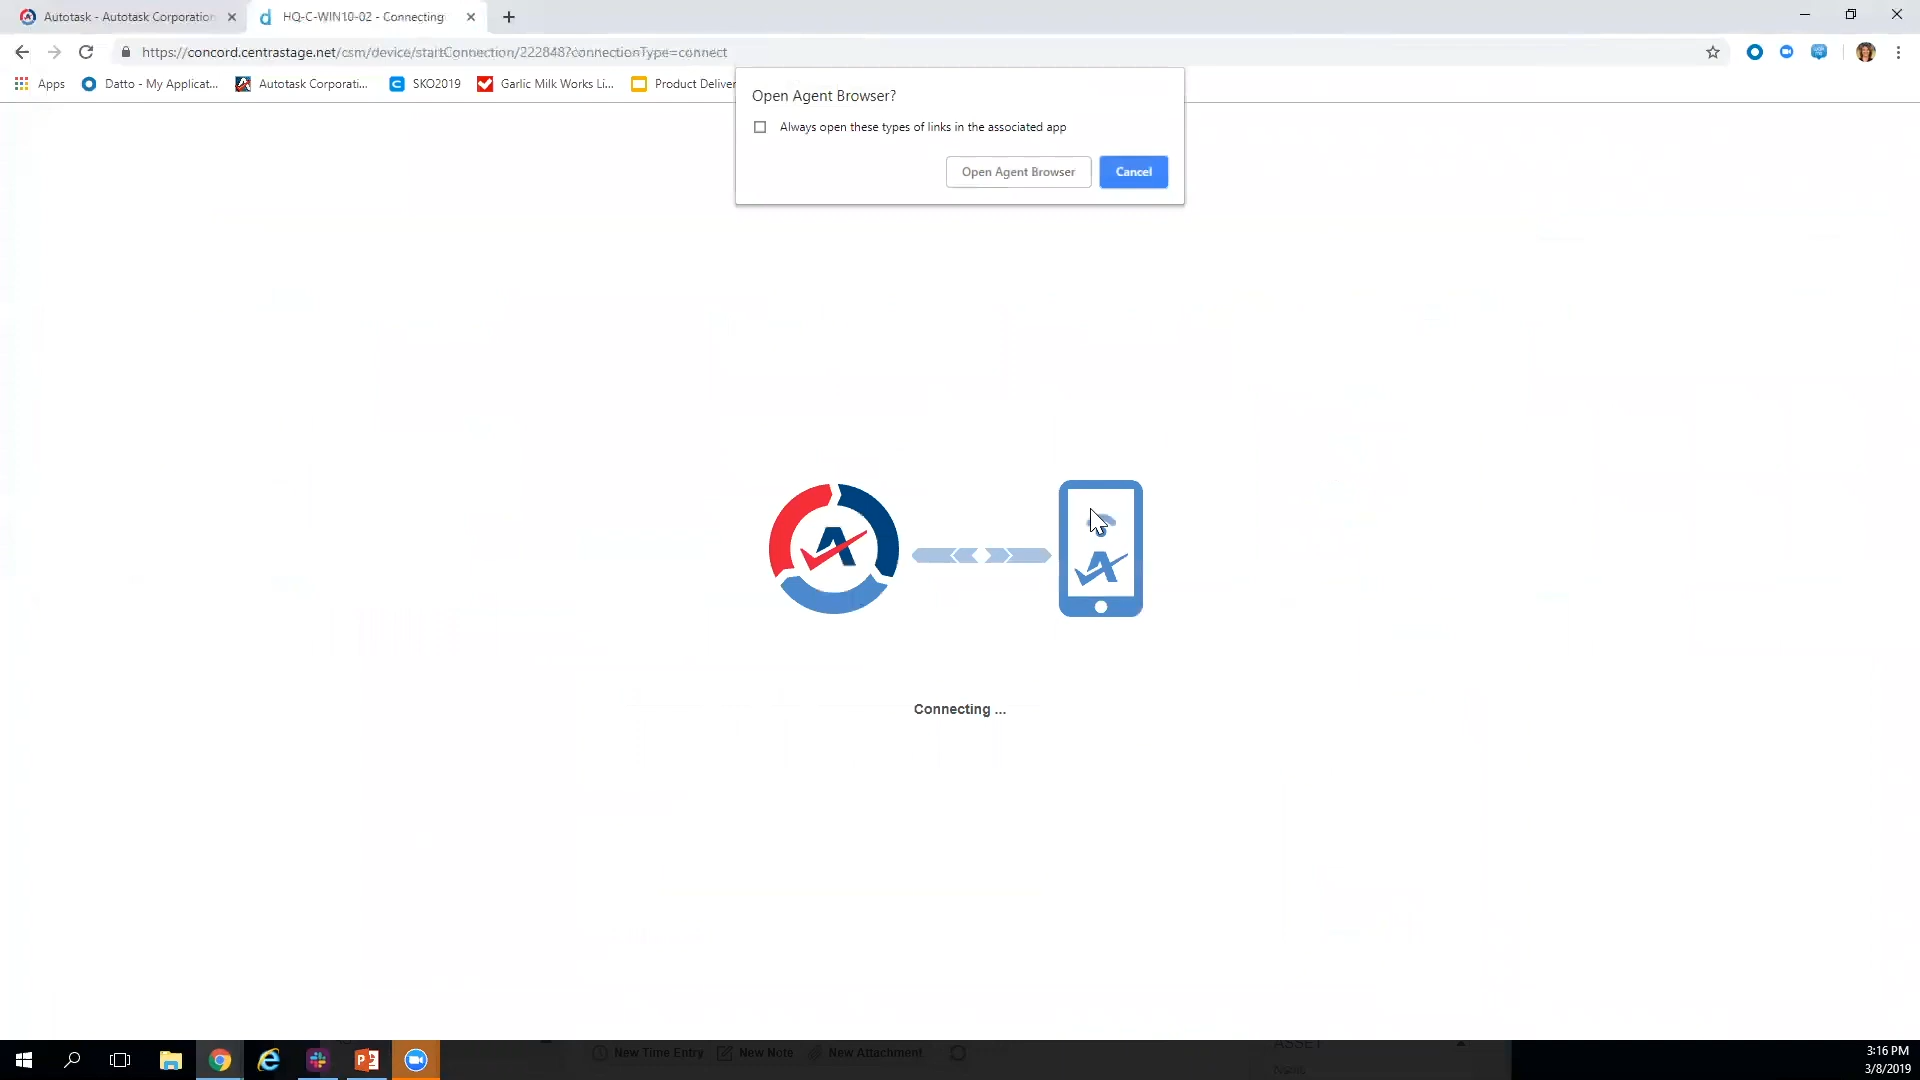 Autotask - Autotask Corporation
HQ-C-WIN10-02 - Connecting
https://concord.centrastage.net/csm/device/startConnection/222848?connectionType=connect
Apps
Datto - My Applicat...
Autotask Corporati...
SKO2019
Garlic Milk Works Li...
Product Deliver
Open Agent Browser?
Always open these types of links in the associated app
Open Agent Browser
Cancel
Connecting ...
New Time Entry
New Note
New Attachment
ASSET
Name
3:16 PM
3/8/2019